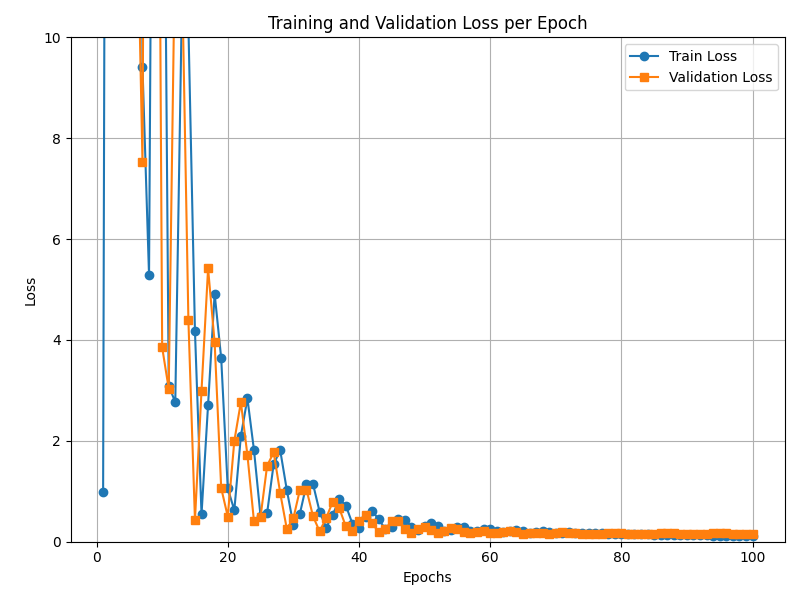 Training and Validation Loss per Epoch
Train Loss
Validation Loss
10
8
6
4
2
0
Loss
0 20 40 60 80 100
Epochs